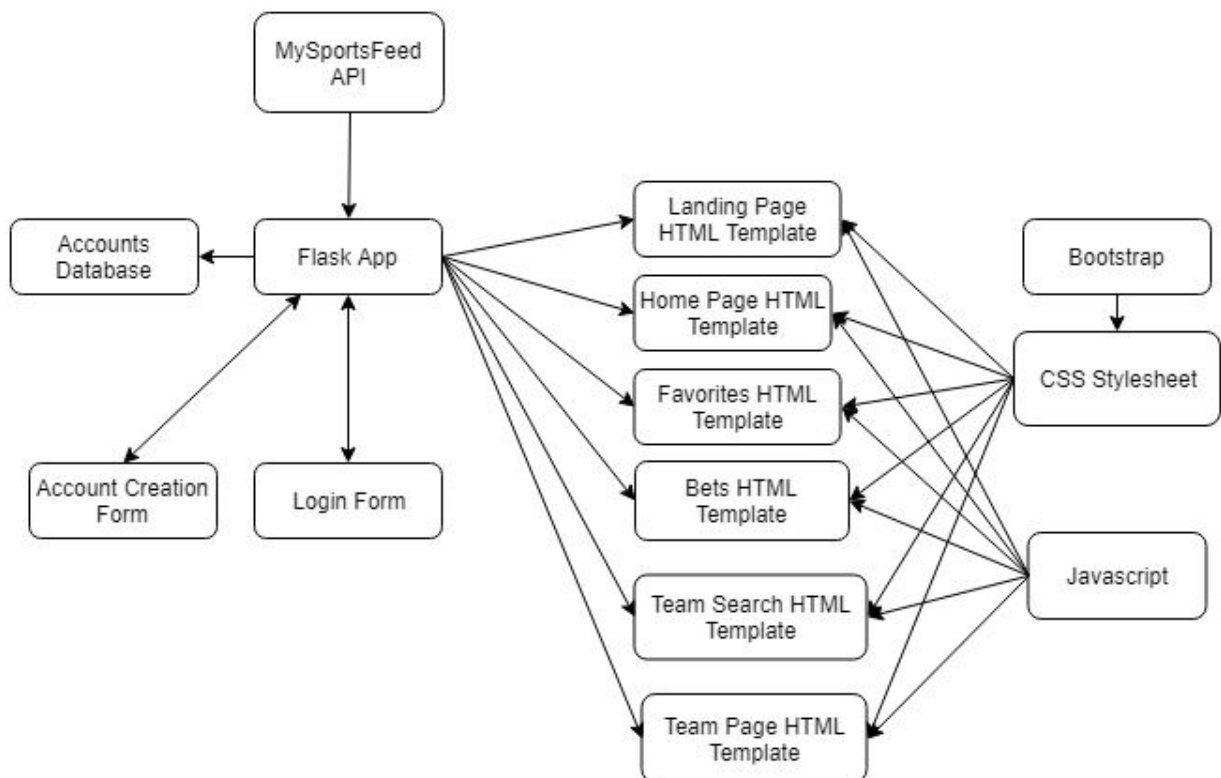 MySportsFeed
API
Landing Page
HTML Template
Accounts
Database
Flask App
Bootstrap
Home Page HTML
Template
CSS Stylesheet
Favorites HTML
Template
Account Creation
Form
Login Form
Bets HTML
Template
Javascript
Team Search HTML
Template
Team Page HTML
Template